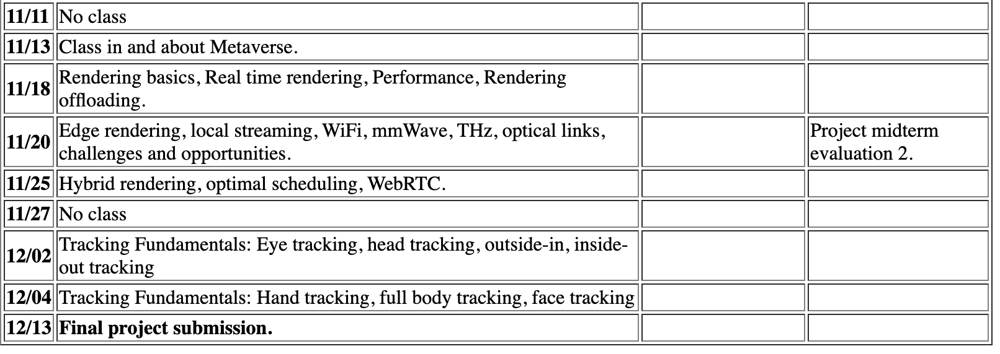 11/11 No class
11/13 Class in and about Metaverse.
11/18 Rendering basics, Real time rendering, Performance, Rendering
offloading.
11/20 Edge rendering, local streaming, WiFi, mmWave, THz, optical links,
challenges and opportunities.
Project midterm
evaluation 2.
11/25 Hybrid rendering, optimal scheduling, WebRTC.
11/27 No class
12/02 Tracking Fundamentals: Eye tracking, head tracking, outside-in, inside-
out tracking
12/04 Tracking Fundamentals: Hand tracking, full body tracking, face tracking
12/13 Final project submission.